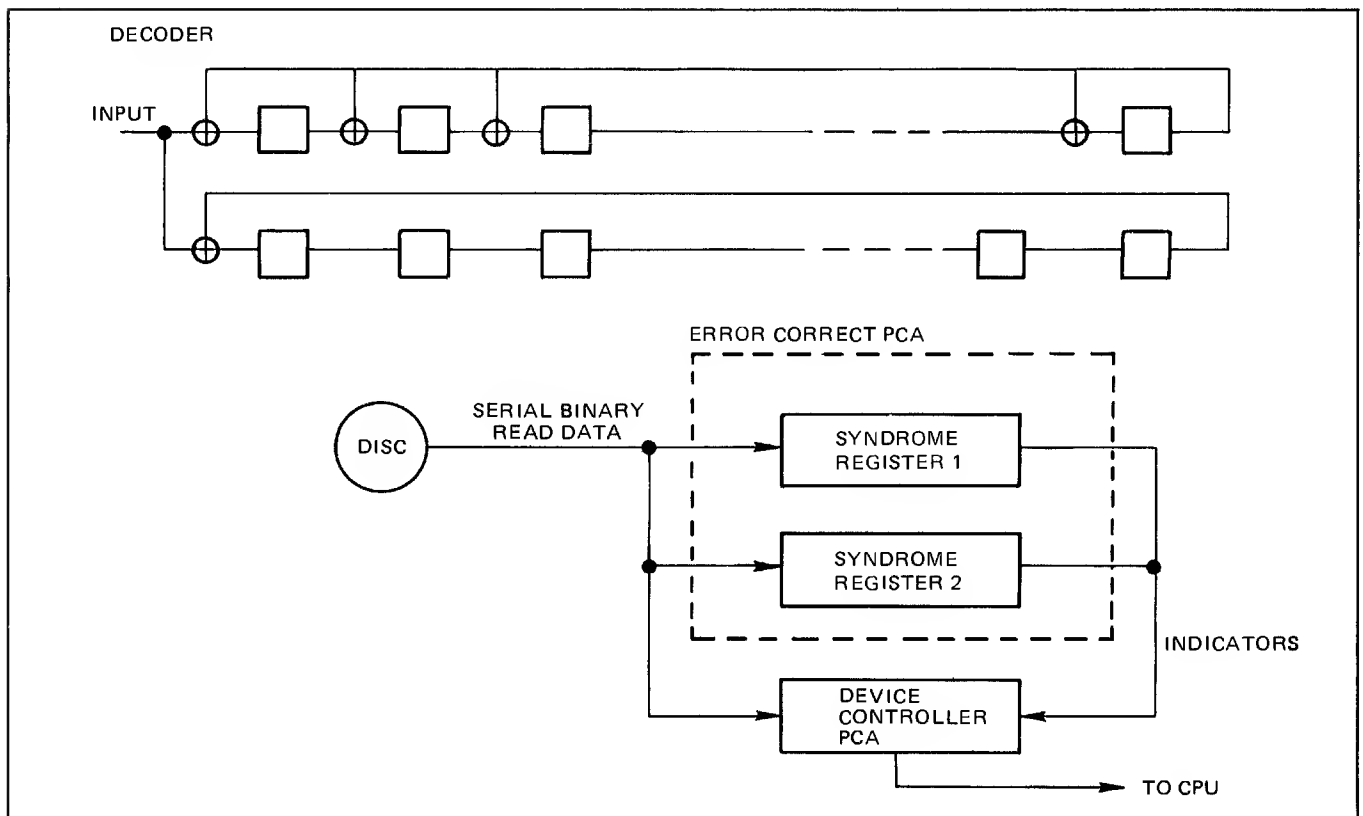 DECODER
INPUT
ERROR CORRECT PCA
SERIAL BINARY
READ DATA
DISC
SYNDROME
REGISTER 1
SYNDROME
REGISTER 2
INDICATORS
DEVICE
CONTROLLER
PCA
TO CPU